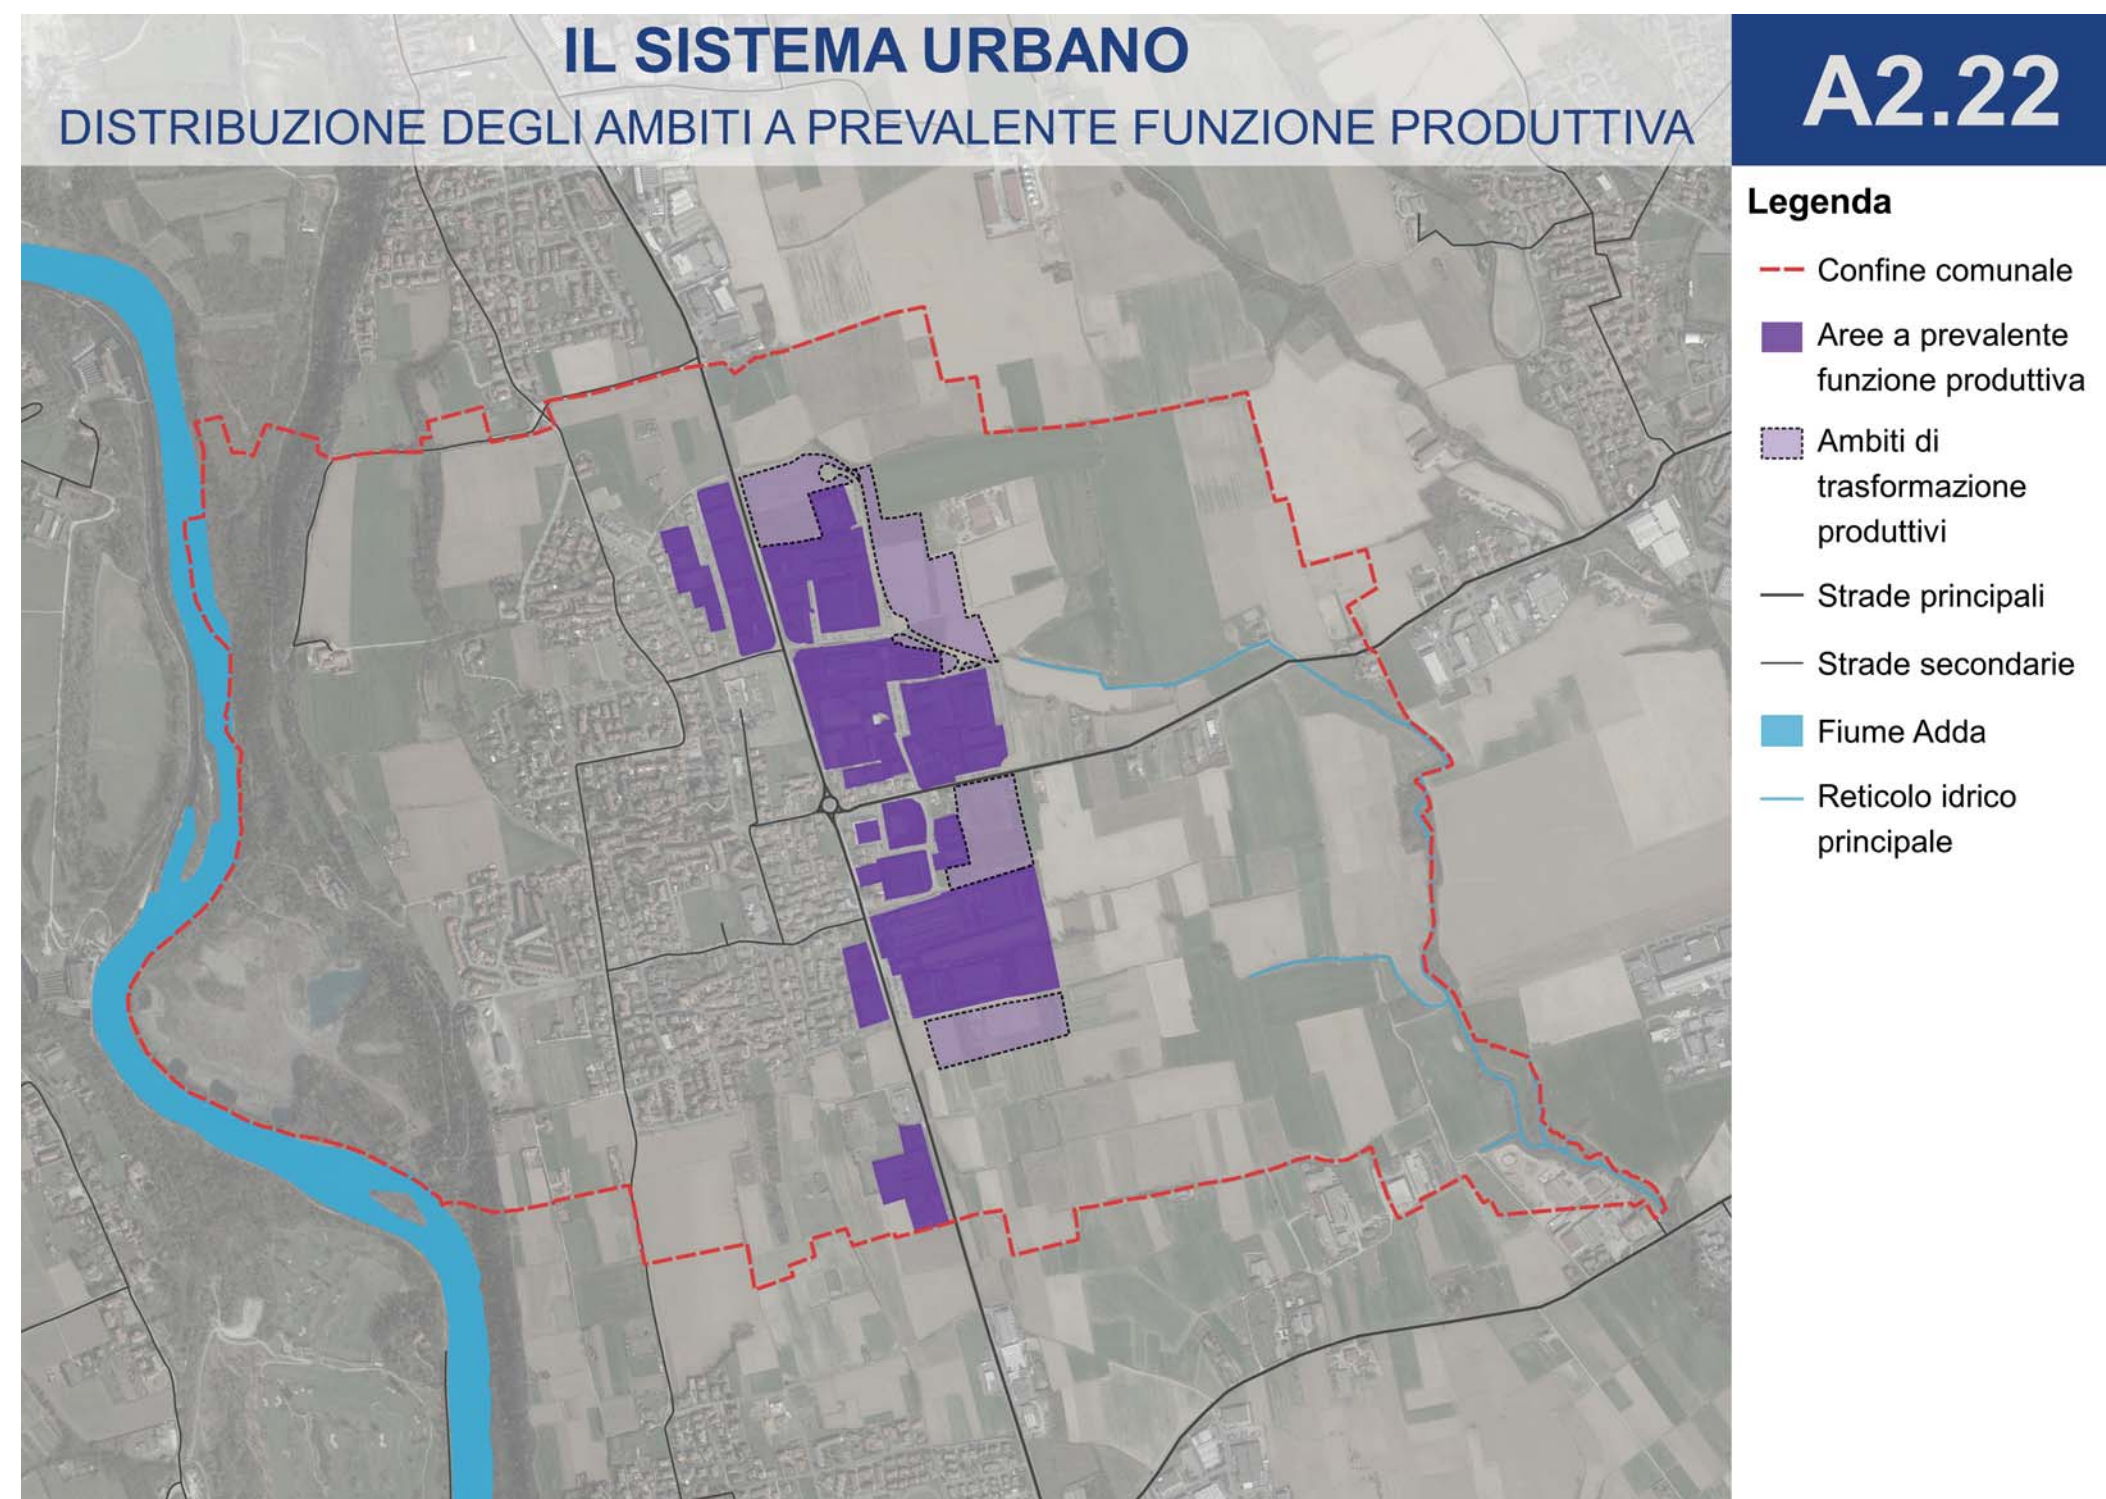 IL SISTEMA URBANO
DISTRIBUZIONE DEGLI AMBITI A PREVALENTE FUNZIONE PRODUTTIVA
A2.22
Legenda
Confine comunale
Aree a prevalente
funzione produttiva
Ambiti di
trasformazione
produttivi
Strade principali
Strade secondarie
Fiume Adda
Reticolo idrico
principale